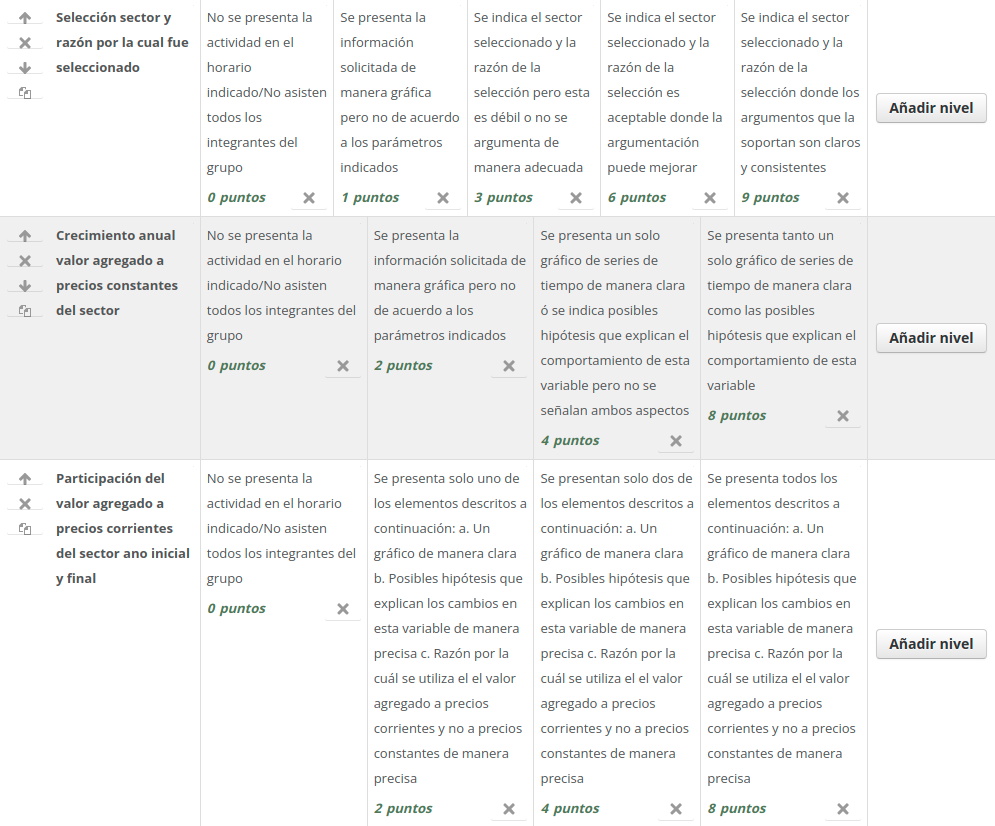 Selección sector y
razón por la cual fue
seleccionado
No se presenta la
actividad en el
horario
indicado/No asisten
todos los
integrantes del
grupo
0 puntos
Se presenta la
información
solicitada de
manera gráfica
pero no de acuerdo
a los parámetros
indicados
1 puntos
Se indica el sector
seleccionado y la
razón de la
selección pero esta
es débil o no se
argumenta de
manera adecuada
3 puntos
Se indica el sector
seleccionado y la
razón de la
selección es
aceptable donde la
argumentación
puede mejorar
6 puntos
Se indica el sector
seleccionado y la
razón de la
selección donde los
argumentos que la
soportan son claros
y consistentes
9 puntos
Añadir nivel
Crecimiento anual
valor agregado a
precios constantes
del sector
No se presenta la
actividad en el horario
indicado/No asisten
todos los integrantes del
grupo
0 puntos
Se presenta la
información solicitada de
manera gráfica pero no
de acuerdo a los
parámetros indicados
2 puntos
Se presenta un solo
gráfico de series de
tiempo de manera clara
ó se indica posibles
hipótesis que explican el
comportamiento de esta
variable pero no se
señalan ambos aspectos
4 puntos
Se presenta tanto un
solo gráfico de series de
tiempo de manera clara
como las posibles
hipótesis que explican el
comportamiento de esta
variable
8 puntos
Añadir nivel
Participación del
valor agregado a
precios corrientes
del sector ano inicial
y final
No se presenta la
actividad en el horario
indicado/No asisten
todos los integrantes del
grupo
0 puntos
Se presenta solo uno de
los elementos descritos a
continuación: a. Un
gráfico de manera clara
b. Posibles hipótesis que
explican los cambios en
esta variable de manera
precisa c. Razón por la
cuál se utiliza el el valor
agregado a precios
corrientes y no a precios
constantes de manera
precisa
2 puntos
Se presentan solo dos de
los elementos descritos a
continuación: a. Un
gráfico de manera clara
b. Posibles hipótesis que
explican los cambios en
esta variable de manera
precisa c. Razón por la
cuál se utiliza el el valor
agregado a precios
corrientes y no a precios
constantes de manera
precisa
4 puntos
Se presenta todos los
elementos descritos a
continuación: a. Un
gráfico de manera clara
b. Posibles hipótesis que
explican los cambios en
esta variable de manera
precisa c. Razón por la
cuál se utiliza el el valor
agregado a precios
corrientes y no a precios
constantes de manera
precisa
8 puntos
Añadir nivel